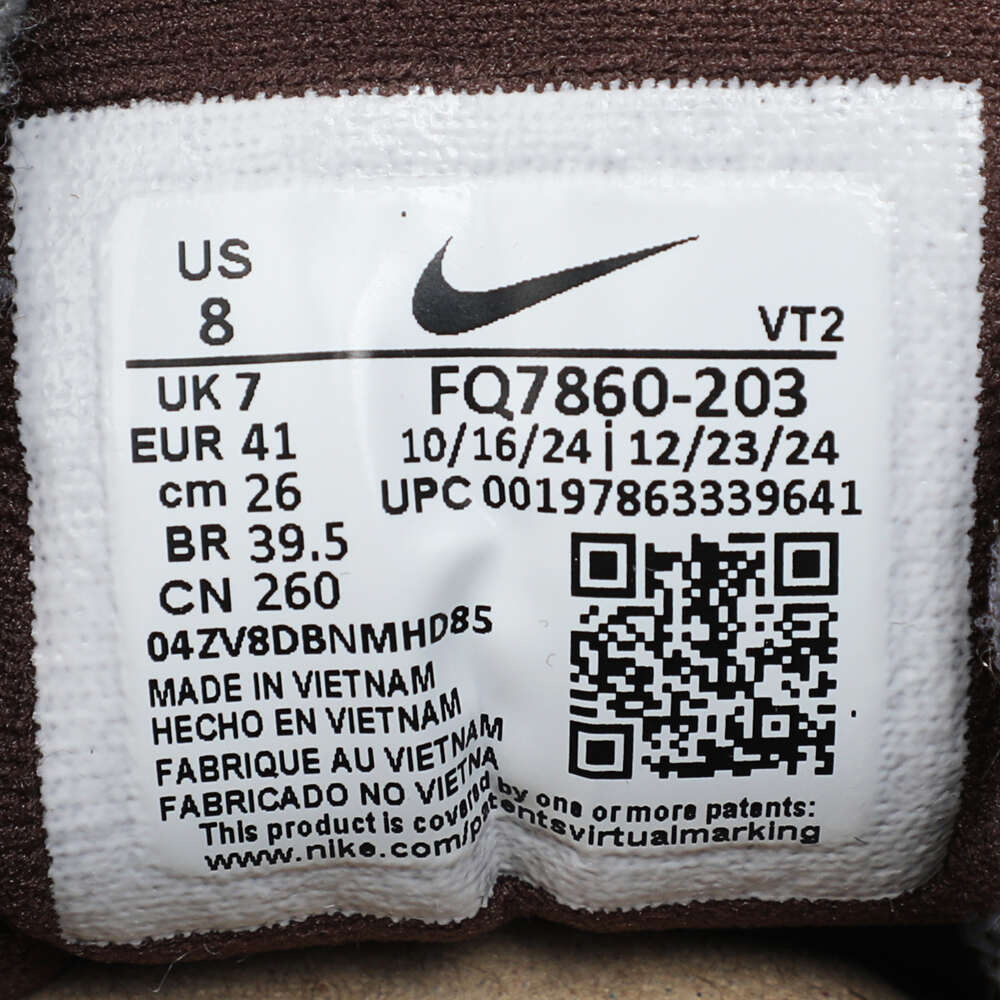 US
8
VT2
UK 7
FQ7860-203
EUR 41
10/16/24 | 12/23/24
cm 26
UPC 00197863339641
BR 39.5
CN 260
04ZV8DBNMHD85
MADE IN VIETNAM
HECHO EN VIETNAM
FABRIQUE AU VIETNAM
FABRICADO NO VIETNA
This product is covered by one or more patents:
www.nike.com/patentsvirtualmarking